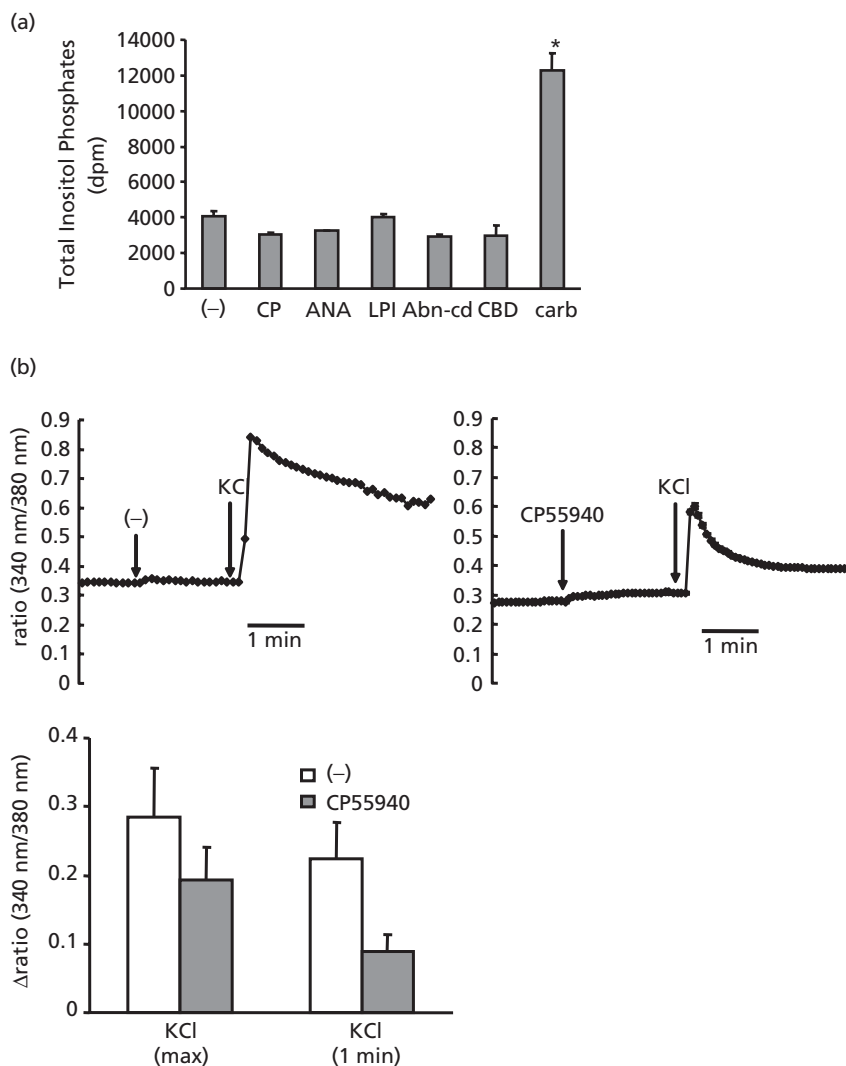 (a)
Total Inositol Phosphates
(dpm)
14000
12000
10000
8000
6000
4000
2000
0
*
(–) CP ANA LPI Abn-cd CBD carb
(b)
ratio (340 nm/380 nm)
0.9
0.8
0.7
0.6
0.5
0.4
0.3
0.2
0.1
0
(–)
KC
1 min
0.9
0.8
0.7
0.6
0.5
0.4
0.3
0.2
0.1
0
CP55940
KCl
1 min
Δratio (340 nm/380 nm)
0.4
0.3
0.2
0.1
0
(–)
CP55940
KCl KCl
(max) (1 min)